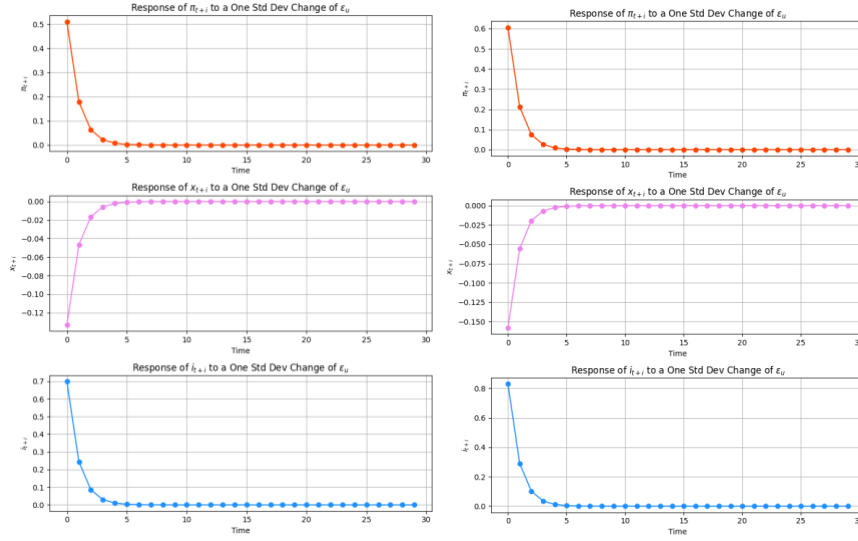 Response of π_{t+i} to a One Std Dev Change of ε_u
π_{t+i}
0.5
0.4
0.3
0.2
0.1
0.0
0 5 10 15 20 25 30
Time
Response of x_{t+i} to a One Std Dev Change of ε_u
x_{t+i}
0.00
−0.02
−0.04
−0.06
−0.08
−0.10
−0.12
0 5 10 15 20 25 30
Time
Response of i_{t+i} to a One Std Dev Change of ε_u
i_{t+i}
0.7
0.6
0.5
0.4
0.3
0.2
0.1
0.0
0 5 10 15 20 25 30
Time
Response of π_{t+i} to a One Std Dev Change of ε_u
π_{t+i}
0.6
0.5
0.4
0.3
0.2
0.1
0.0
0 5 10 15 20 25 30
Time
Response of x_{t+i} to a One Std Dev Change of ε_u
x_{t+i}
0.000
−0.025
−0.050
−0.075
−0.100
−0.125
−0.150
0 5 10 15 20 25
Time
Response of i_{t+i} to a One Std Dev Change of ε_u
i_{t+i}
0.8
0.6
0.4
0.2
0.0
0 5 10 15 20 25
Time